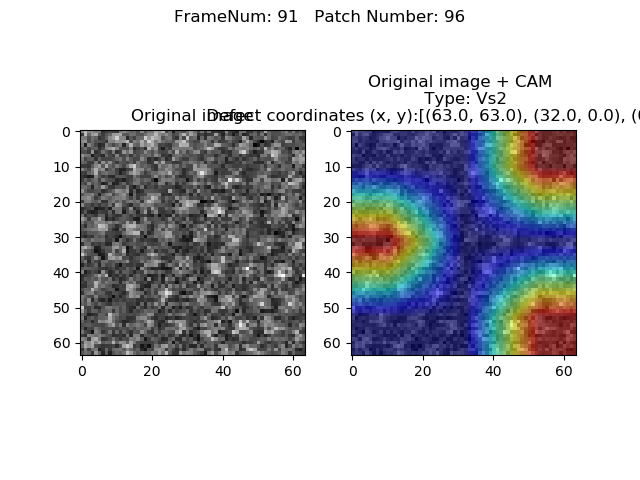 FrameNum: 91   Patch Number: 96
Original image
Original image + CAM
Type: Vs2
Defect coordinates (x, y):[(63.0, 63.0), (32.0, 0.0), (
0
10
20
30
40
50
60
0 20 40 60
0
10
20
30
40
50
60
0 20 40 60